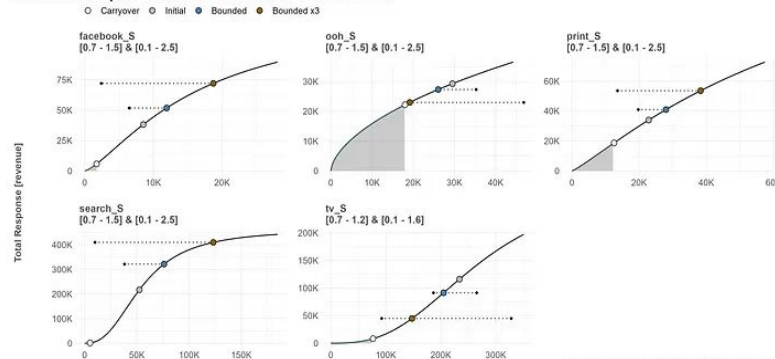 Carryover Initial Bounded Bounded x3
facebook_S
[0.7 - 1.5] & [0.1 - 2.5]
75K
50K
25K
0
0 10K 20K
ooh_S
[0.7 - 1.5] & [0.1 - 2.5]
30K
20K
10K
0
0 10K 20K 30K 40K
print_S
[0.7 - 1.5] & [0.1 - 2.5]
60K
40K
20K
0
0 20K 40K
Total Response [revenue]
search_S
[0.7 - 1.5] & [0.1 - 2.5]
400K
300K
200K
100K
0
0 50K 100K 150K
tv_S
[0.7 - 1.2] & [0.1 - 1.6]
200K
150K
100K
50K
0
0 100K 200K 300K